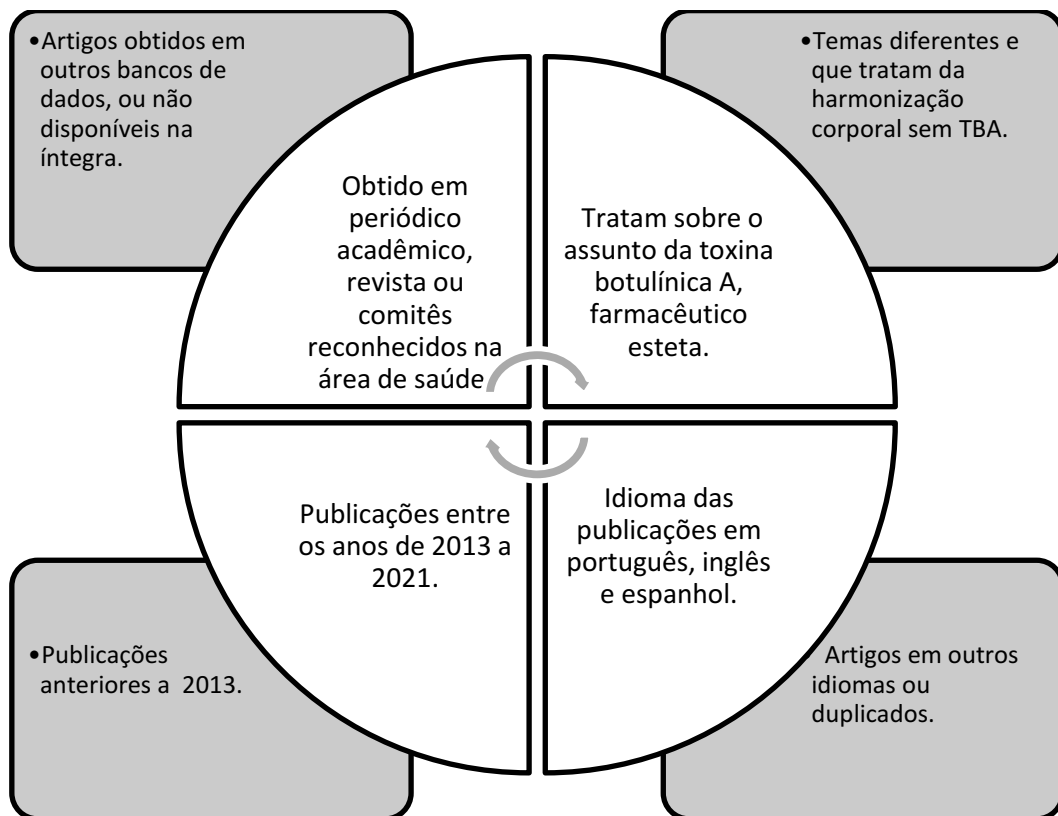 •Artigos obtidos em
outros bancos de
dados, ou não
disponíveis na
íntegra.
•Temas diferentes e
que tratam da
harmonização
corporal sem TBA.
Obtido em
periódico
acadêmico,
revista ou
comitês
reconhecidos na
área de saúde
Tratam sobre o
assunto da toxina
botulínica A,
farmacêutico
esteta.
Publicações entre
os anos de 2013 a
2021.
Idioma das
publicações em
português, inglês
e espanhol.
•Publicações
anteriores a  2013.
Artigos em outros
idiomas ou
duplicados.